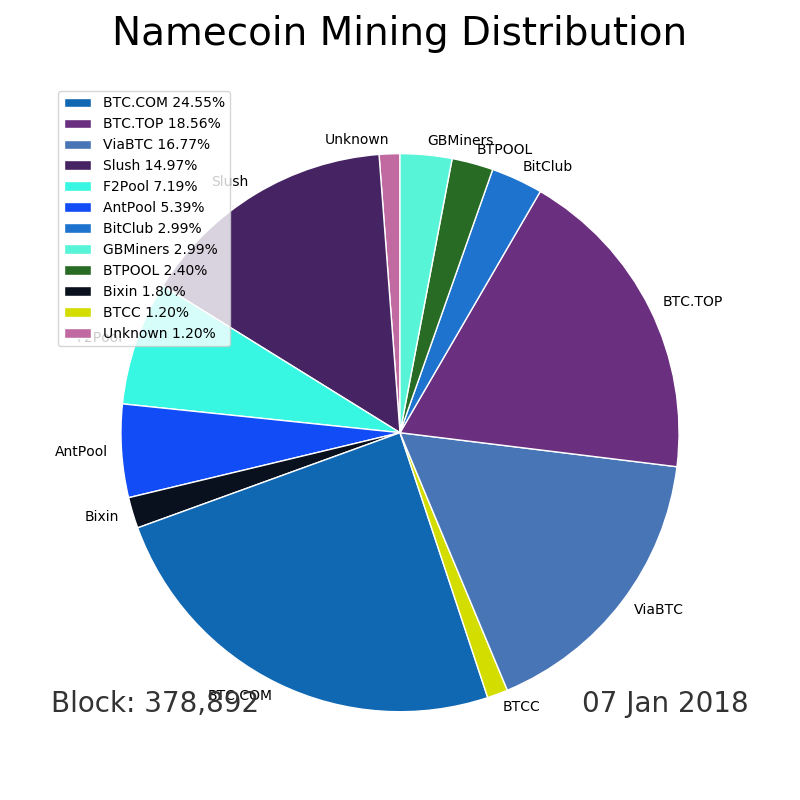 Namecoin Mining Distribution
BTC.COM 24.55%
BTC.TOP 18.56%
ViaBTC 16.77%
Slush 14.97%
F2Pool 7.19%
AntPool 5.39%
BitClub 2.99%
GBMiners 2.99%
BTPOOL 2.40%
Bixin 1.80%
BTCC 1.20%
Unknown 1.20%
Unknown
GBMiners
BTPOOL
BitClub
Slush
BTC.TOP
F2Pool
AntPool
Bixin
ViaBTC
BTC.COM
BTCC
Block: 378,892
07 Jan 2018